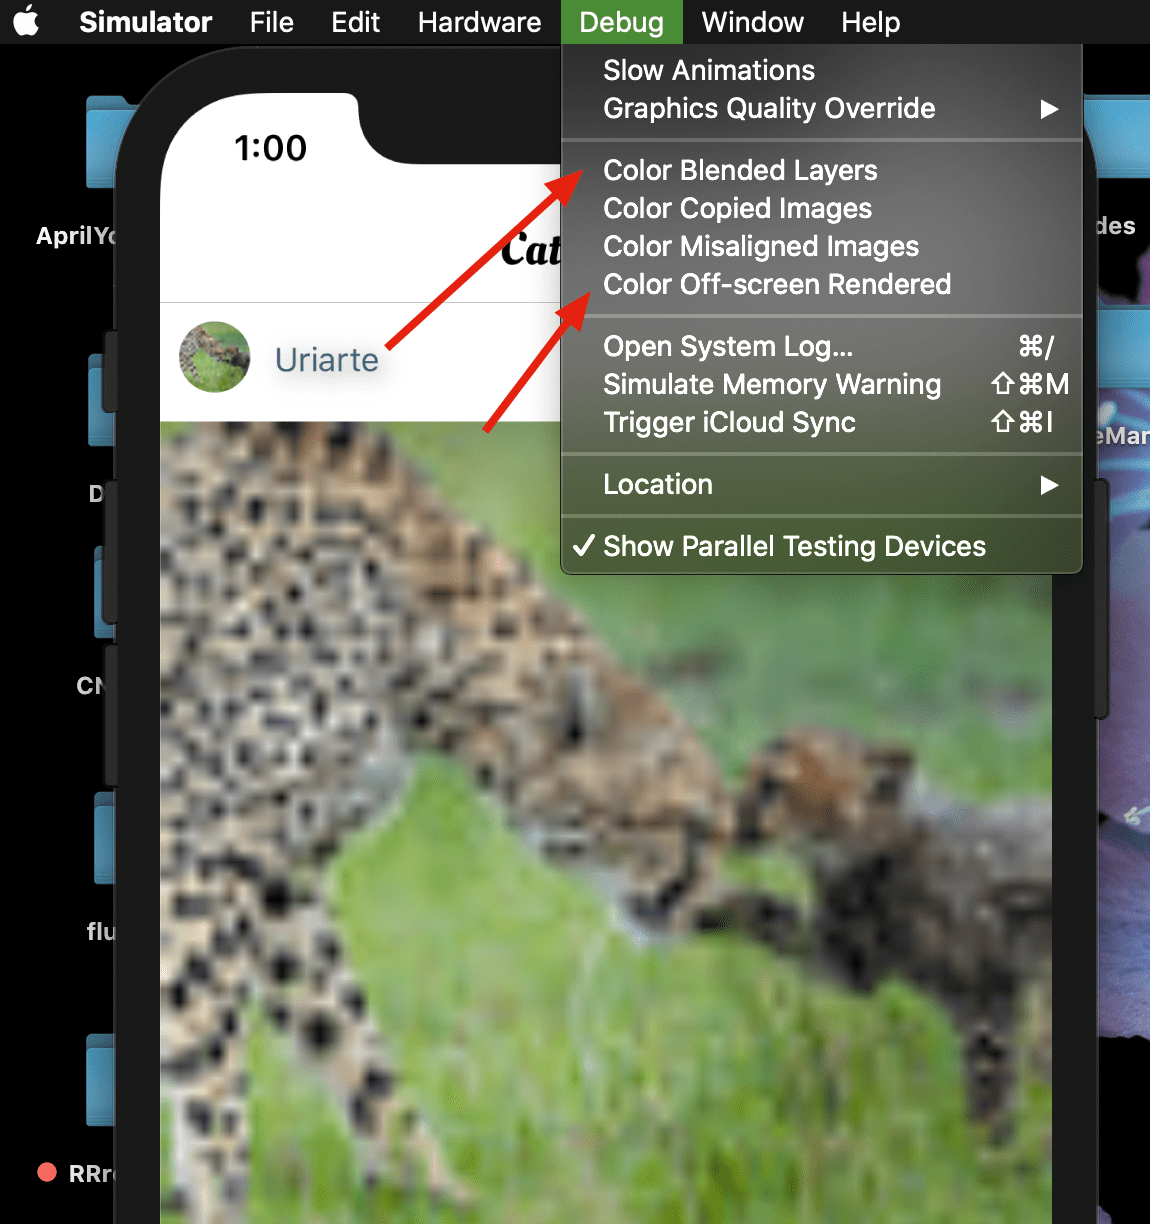 Simulator File Edit Hardware Debug Window Help
Slow Animations
Graphics Quality Override
1:00
Color Blended Layers
Color Copied Images
AprilYo
des
Cat
Color Misaligned Images
Color Off-screen Rendered
Uriarte
Open System Log... ⌘/
Simulate Memory Warning ⇧⌘M
Trigger iCloud Sync ⇧⌘I
eMar
D
Location
Show Parallel Testing Devices
CN
flu
RRr